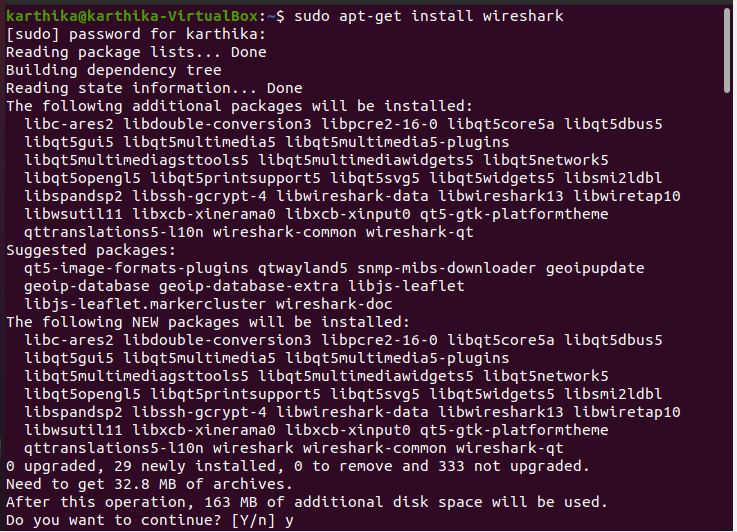 karthika@karthika-VirtualBox:~$ sudo apt-get install wireshark
[sudo] password for karthika:
Reading package lists... Done
Building dependency tree
Reading state information... Done
The following additional packages will be installed:
  libc-ares2 libdouble-conversion3 libpcre2-16-0 libqt5core5a libqt5dbus5
  libqt5gui5 libqt5multimedia5 libqt5multimedia5-plugins
  libqt5multimediagsttools5 libqt5multimediawidgets5 libqt5network5
  libqt5opengl5 libqt5printsupport5 libqt5svg5 libqt5widgets5 libsmi2ldbl
  libspandsp2 libssh-gcrypt-4 libwireshark-data libwireshark13 libwiretap10
  libwsutil11 libxcb-xinerama0 libxcb-xinput0 qt5-gtk-platformtheme
  qttranslations5-l10n wireshark-common wireshark-qt
Suggested packages:
  qt5-image-formats-plugins qtwayland5 snmp-mibs-downloader geoipupdate
  geoip-database geoip-database-extra libjs-leaflet
  libjs-leaflet.markercluster wireshark-doc
The following NEW packages will be installed:
  libc-ares2 libdouble-conversion3 libpcre2-16-0 libqt5core5a libqt5dbus5
  libqt5gui5 libqt5multimedia5 libqt5multimedia5-plugins
  libqt5multimediagsttools5 libqt5multimediawidgets5 libqt5network5
  libqt5opengl5 libqt5printsupport5 libqt5svg5 libqt5widgets5 libsmi2ldbl
  libspandsp2 libssh-gcrypt-4 libwireshark-data libwireshark13 libwiretap10
  libwsutil11 libxcb-xinerama0 libxcb-xinput0 qt5-gtk-platformtheme
  qttranslations5-l10n wireshark wireshark-common wireshark-qt
0 upgraded, 29 newly installed, 0 to remove and 333 not upgraded.
Need to get 32.8 MB of archives.
After this operation, 163 MB of additional disk space will be used.
Do you want to continue? [Y/n] y